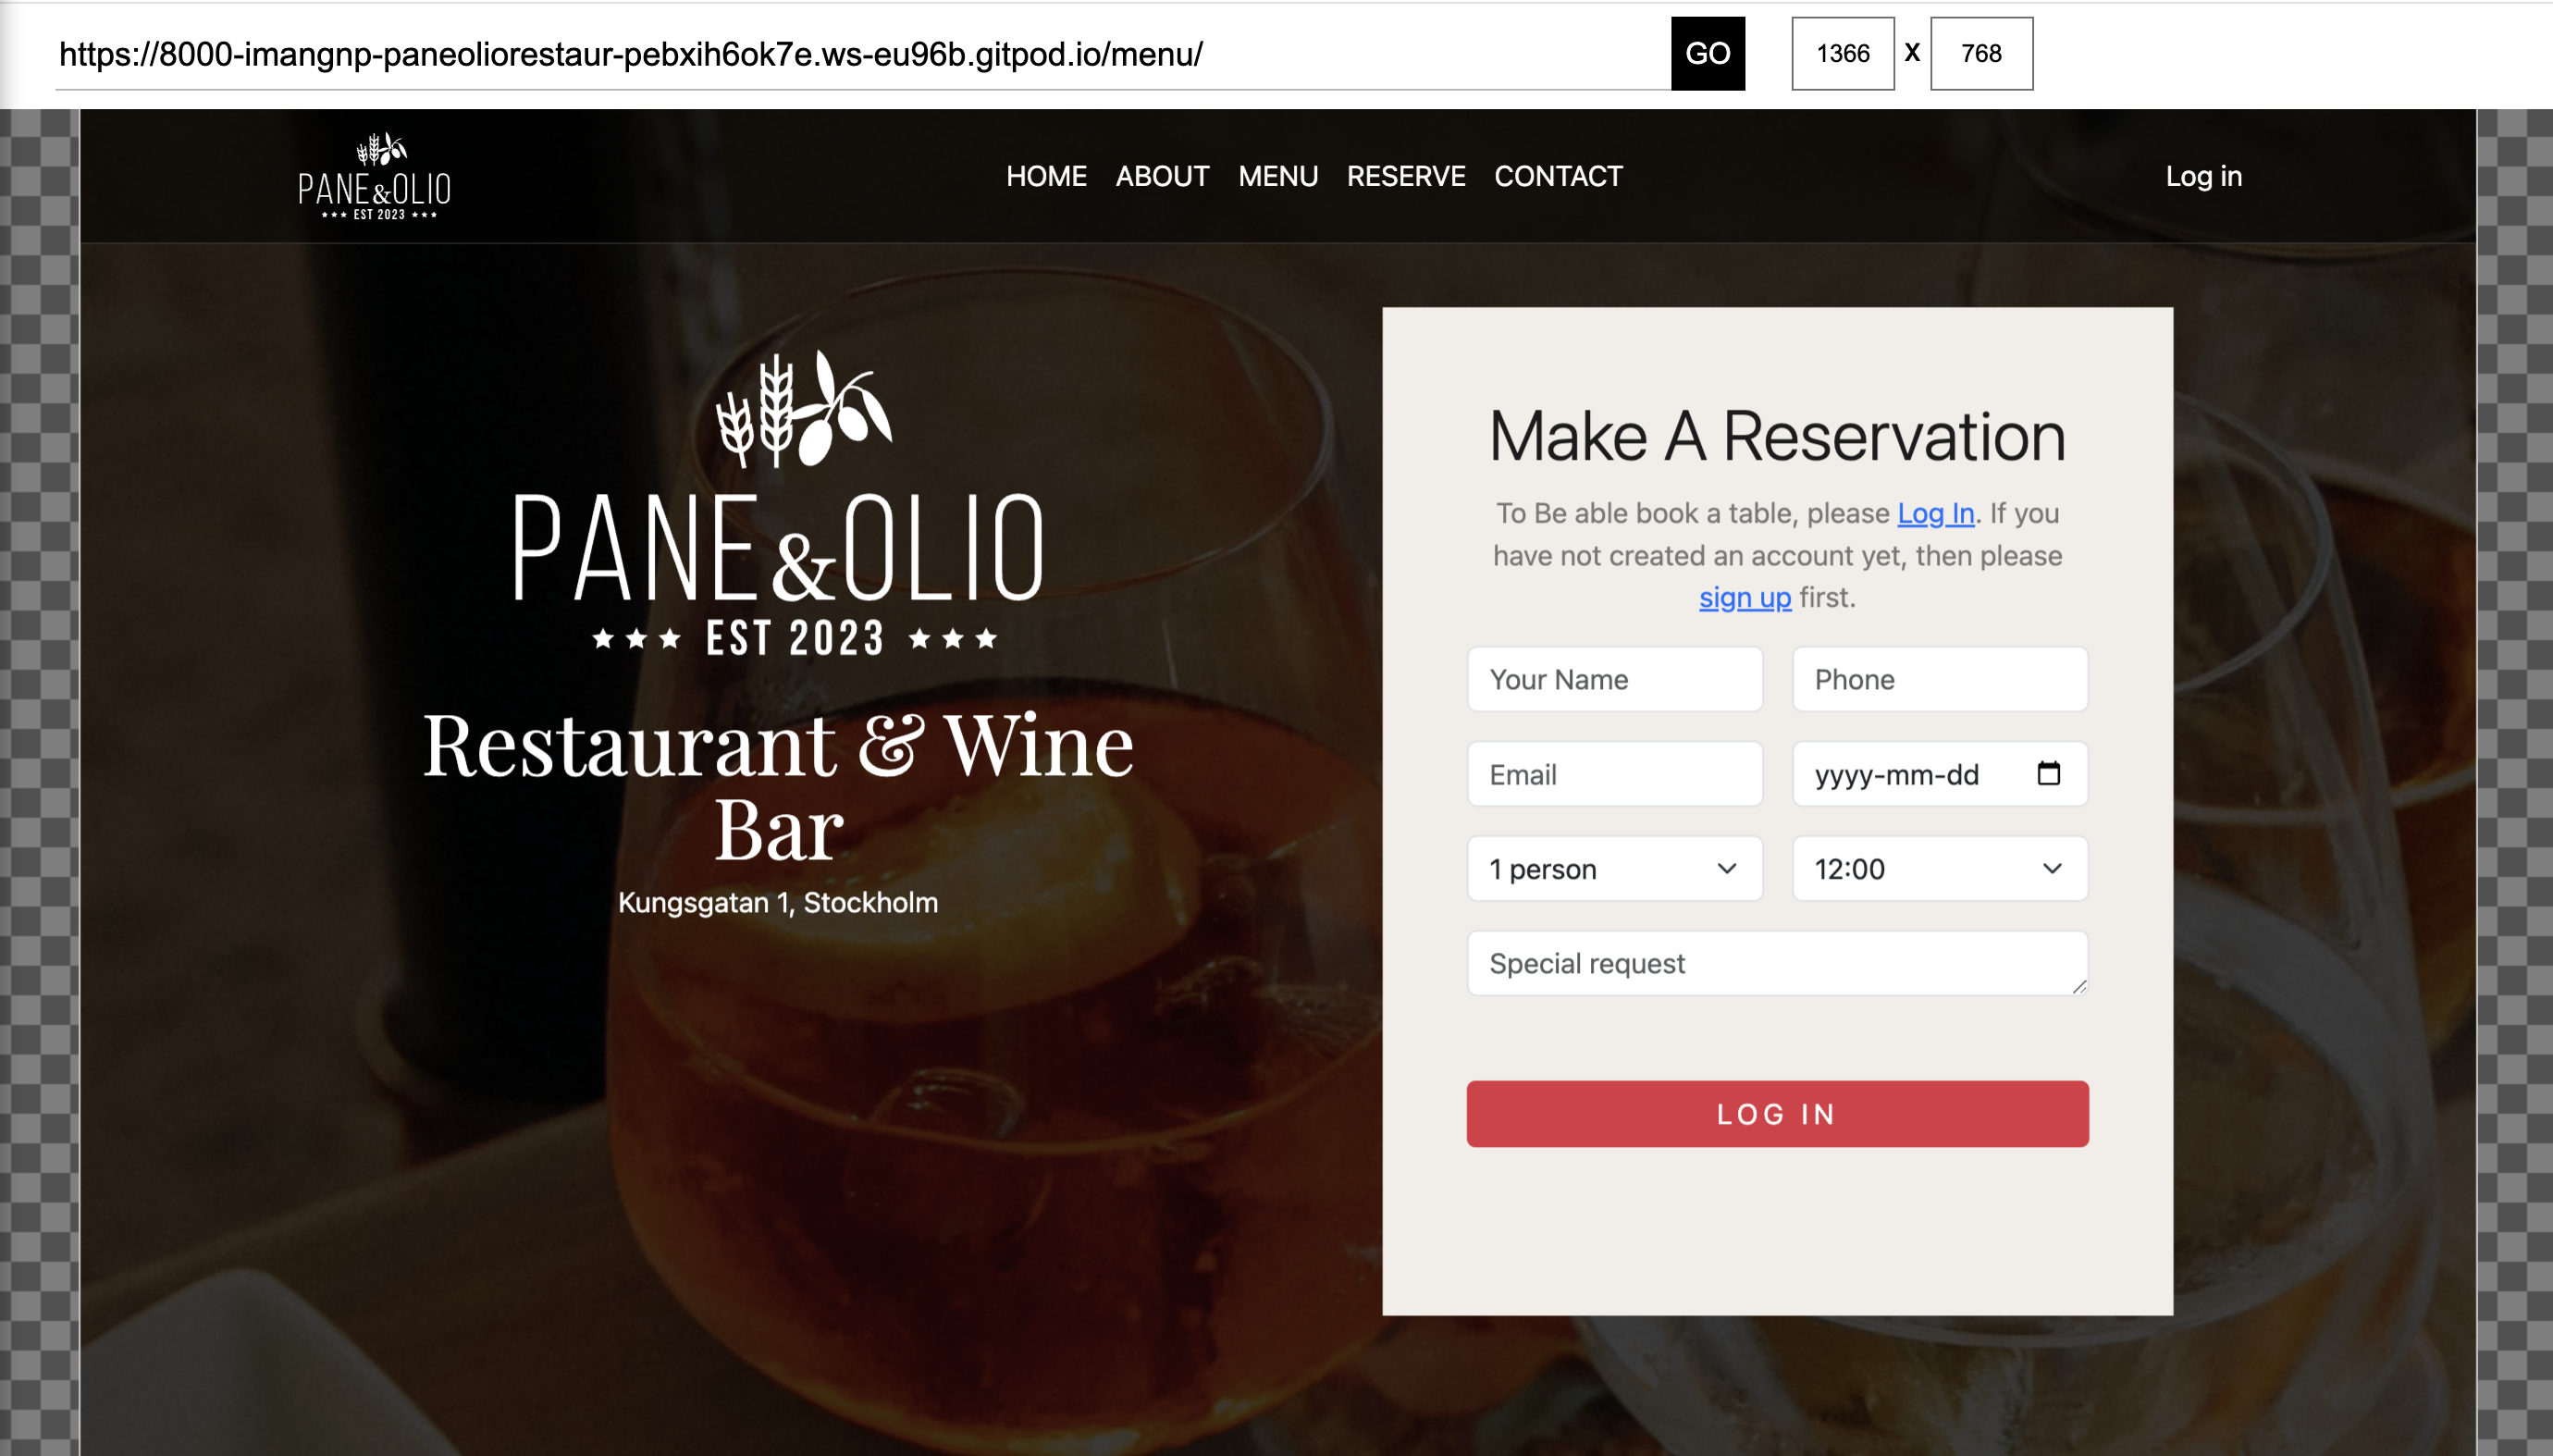 https://8000-imangnp-paneoliorestaur-pebxih6ok7e.ws-eu96b.gitpod.io/menu/ GO 1366 X 768
PANE&OLIO
★★★ EST 2023 ★★★
HOME ABOUT MENU RESERVE CONTACT Log in
PANE&OLIO
★★★ EST 2023 ★★★
Restaurant & Wine
Bar
Kungsgatan 1, Stockholm
Make A Reservation
To Be able book a table, please Log In. If you
have not created an account yet, then please
sign up first.
Your Name Phone
Email yyyy-mm-dd
1 person 12:00
Special request
LOG IN